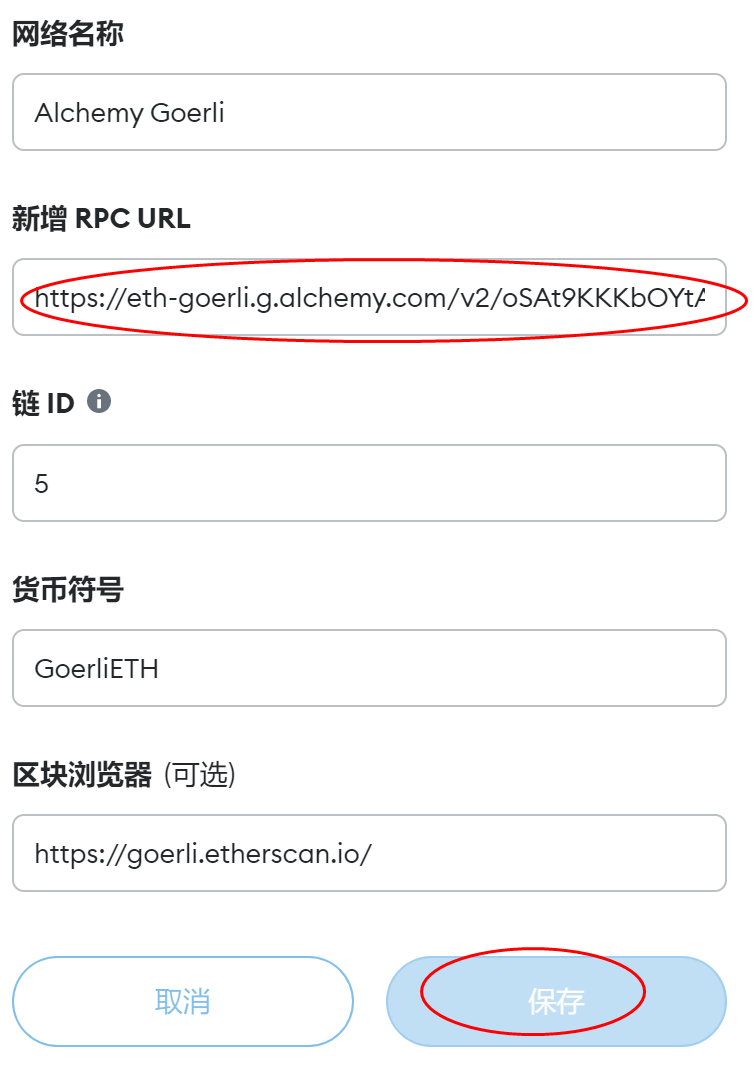 网络名称
Alchemy Goerli
新增 RPC URL
https://eth-goerli.g.alchemy.com/v2/oSAt9KKKbOYtA
链 ID
5
货币符号
GoerliETH
区块浏览器 (可选)
https://goerli.etherscan.io/
取消 保存